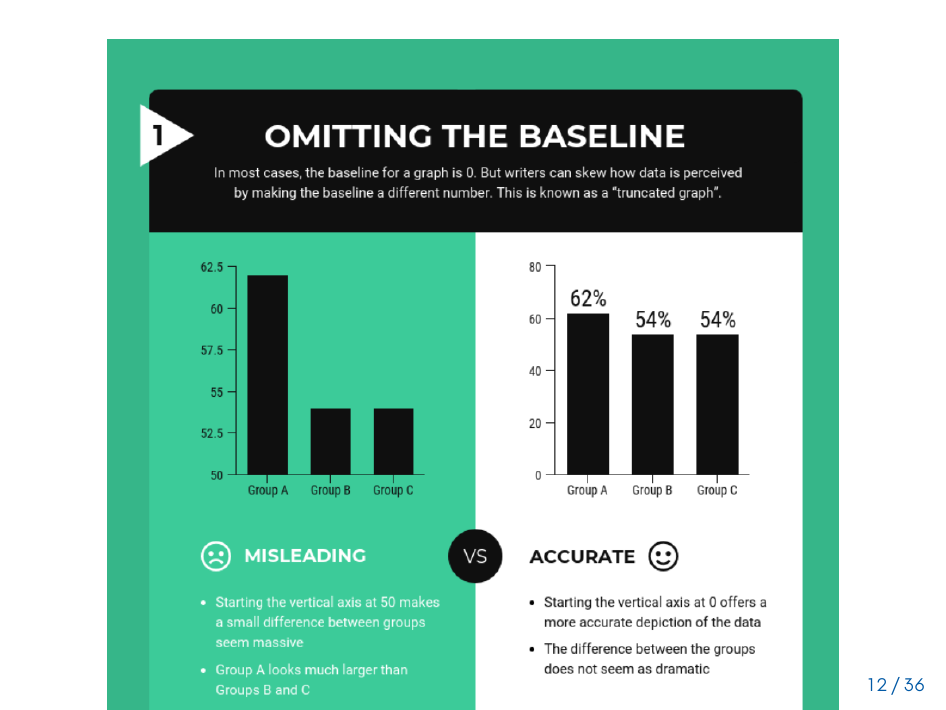 1
OMITTING THE BASELINE
In most cases, the baseline for a graph is 0. But writers can skew how data is perceived
by making the baseline a different number. This is known as a “truncated graph”.
62.5
60
57.5
55
52.5
50
Group A Group B Group C
80
60
40
20
0
62%
54% 54%
Group A Group B Group C
MISLEADING
VS
ACCURATE
• Starting the vertical axis at 50 makes
a small difference between groups
seem massive
• Group A looks much larger than
Groups B and C
• Starting the vertical axis at 0 offers a
more accurate depiction of the data
• The difference between the groups
does not seem as dramatic
12 / 36